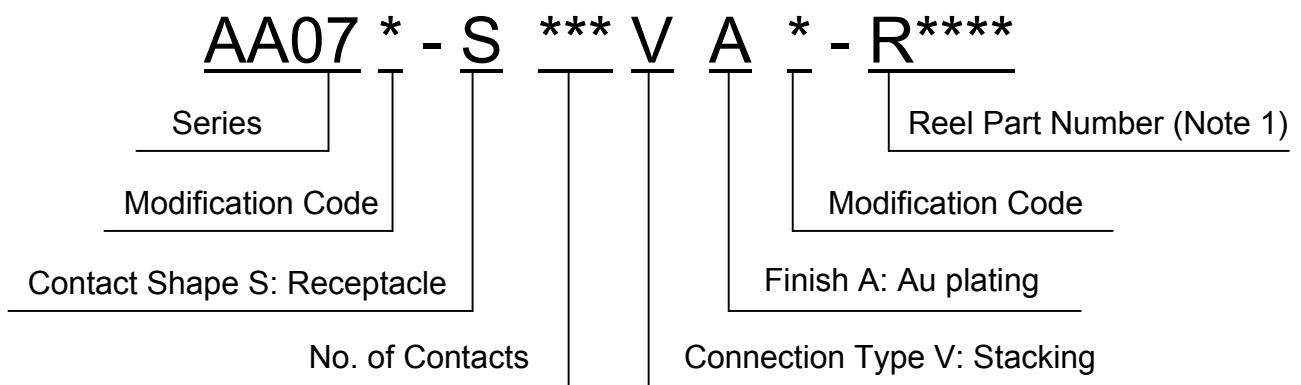 AA07 * - S *** V A * - R****
Series
Reel Part Number (Note 1)
Modification Code
Modification Code
Contact Shape S: Receptacle
Finish A: Au plating
No. of Contacts
Connection Type V: Stacking